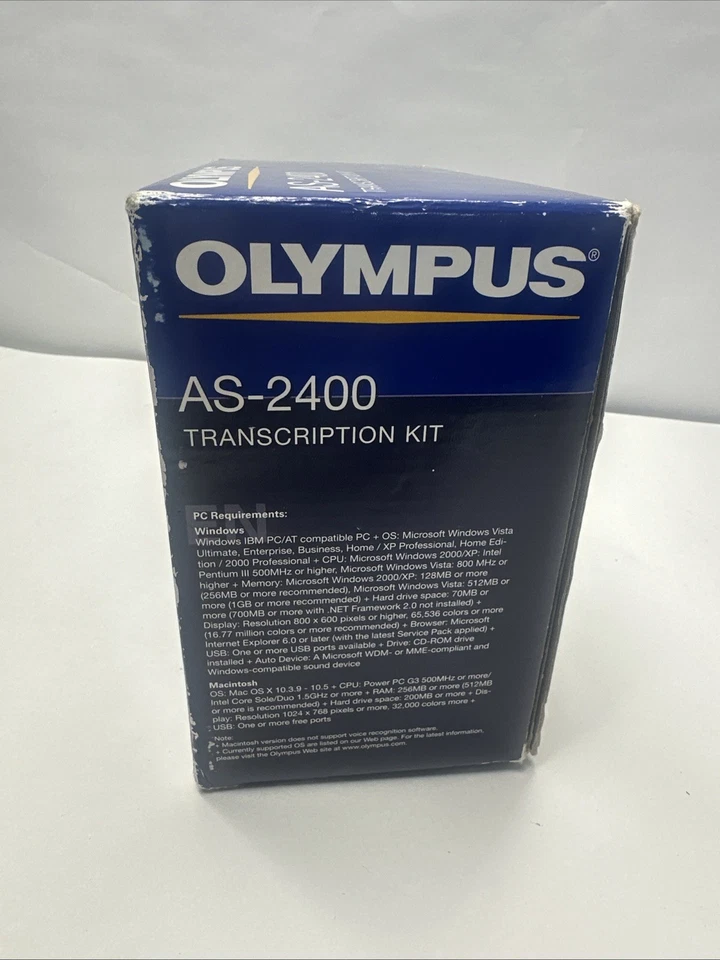 OLYMPUS AS-2400
OLYMPUS®
AS-2400
TRANSCRIPTION KIT
EN
PC Requirements:
Windows
Windows IBM PC/AT compatible PC + OS: Microsoft Windows Vista
Ultimate, Enterprise, Business, Home / XP Professional, Home Edi-
tion / 2000 Professional + CPU: Microsoft Windows 2000/XP: Intel
Pentium III 500MHz or higher, Microsoft Windows Vista: 800 MHz or
higher + Memory: Microsoft Windows 2000/XP: 128MB or more
(256MB or more recommended), Microsoft Windows Vista: 512MB or
more (1GB or more recommended) + Hard drive space: 70MB or
more (700MB or more with .NET Framework 2.0 not installed) +
Display: Resolution 800 x 600 pixels or higher, 65,536 colors or more
(16.77 million colors or more recommended) + Browser: Microsoft
Internet Explorer 6.0 or later (with the latest Service Pack applied) +
USB: One or more USB ports available + Drive: CD-ROM drive
installed + Auto Device: A Microsoft WDM- or MME-compliant and
Windows-compatible sound device
Macintosh
OS: Mac OS X 10.3.9 - 10.5 + CPU: Power PC G3 500MHz or more/
Intel Core Sole/Duo 1.5GHz or more + RAM: 256MB or more (512MB
or more is recommended) + Hard drive space: 200MB or more + Dis-
play: Resolution 1024 x 768 pixels or more, 32,000 colors more +
USB: One or more free ports
Note:
+ Macintosh version does not support voice recognition software.
+ Currently supported OS are listed on our Web page. For the latest information,
please visit the Olympus Web site at www.olympus.com.